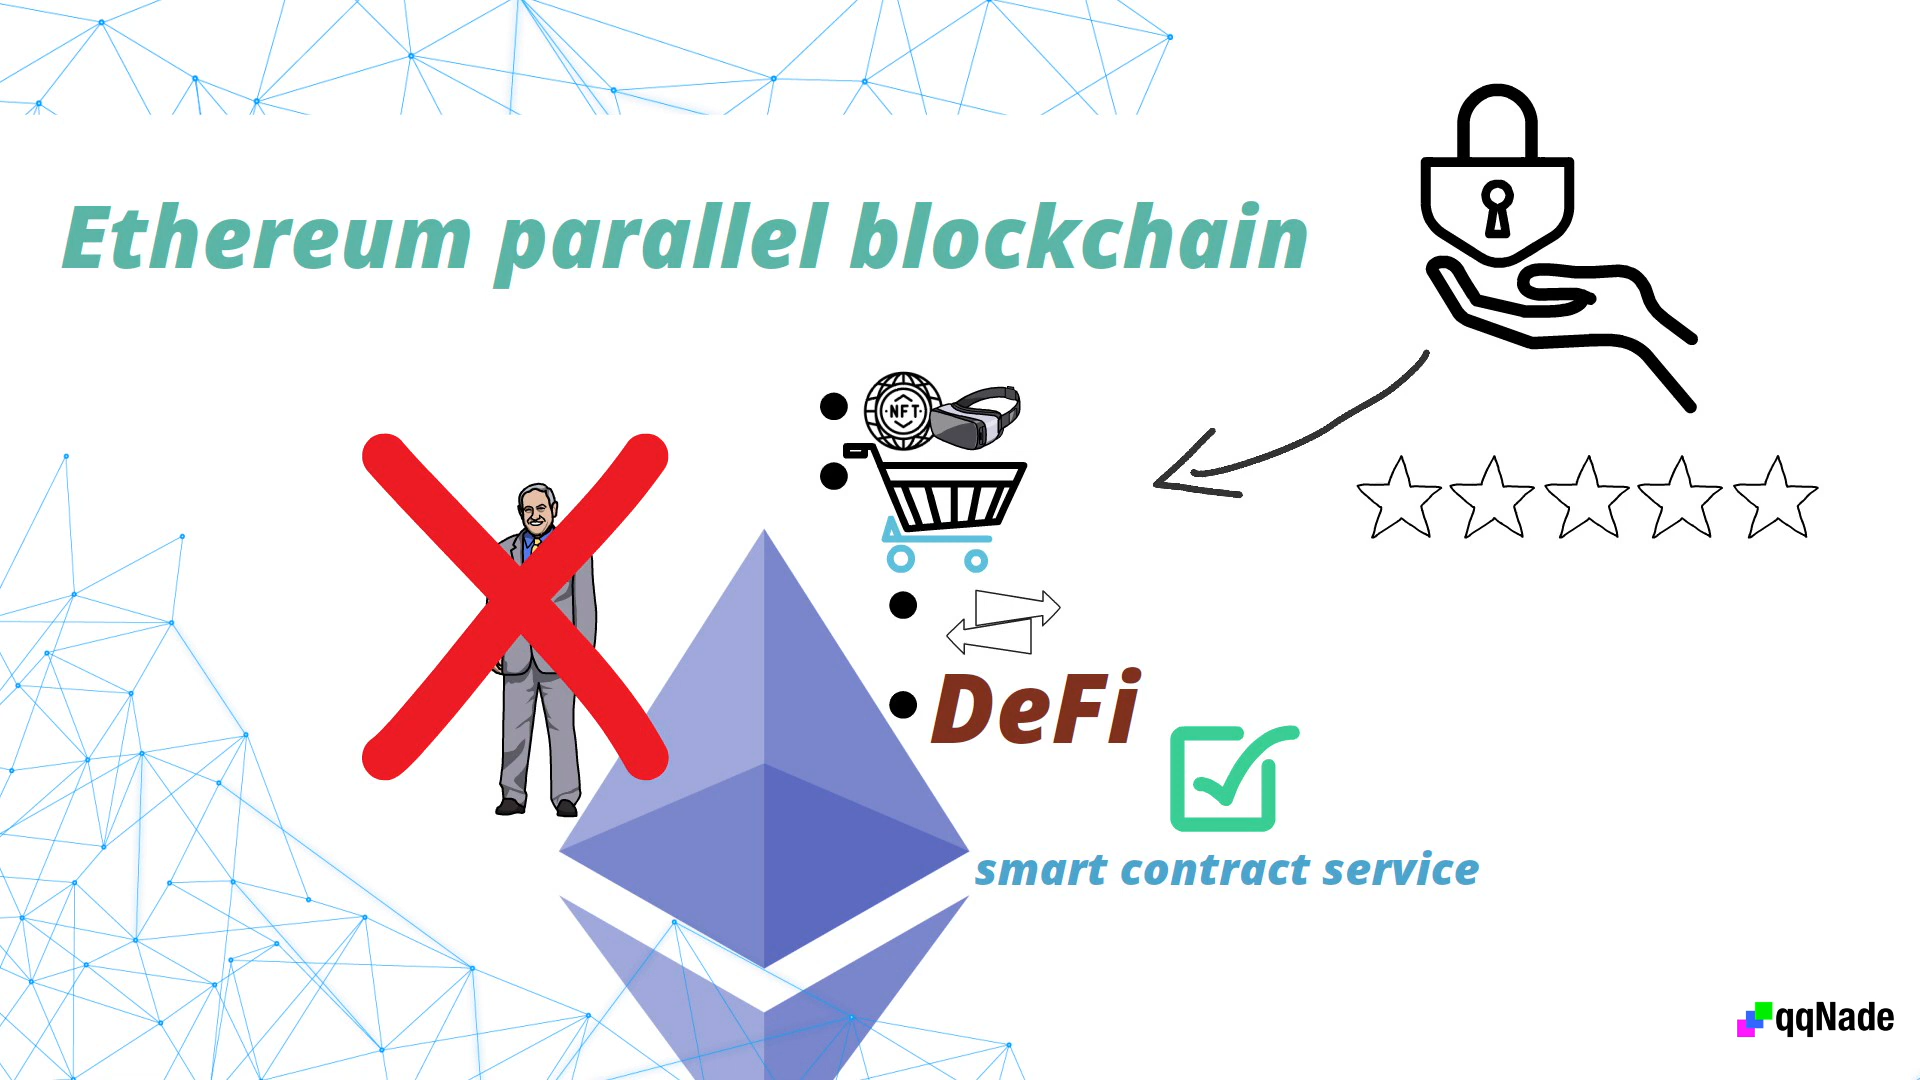 Ethereum parallel blockchain
NFT
DeFi
smart contract service
qqNade